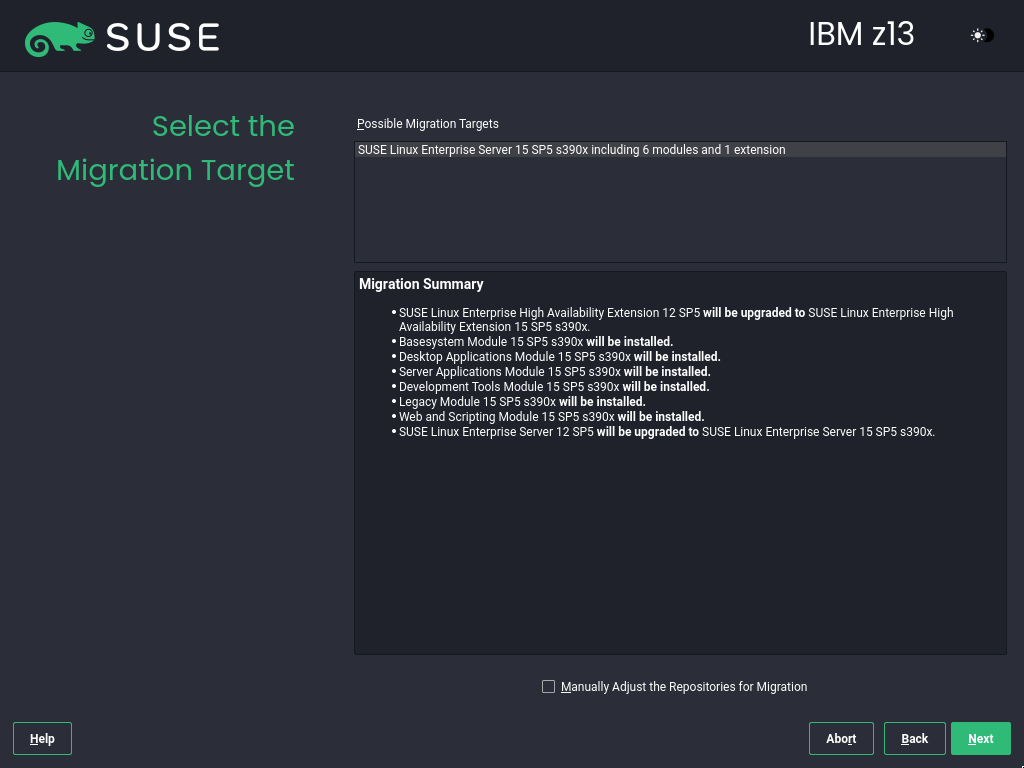 SUSE
IBM z13
Select the
Migration Target
Possible Migration Targets
SUSE Linux Enterprise Server 15 SP5 s390x including 6 modules and 1 extension
Migration Summary
• SUSE Linux Enterprise High Availability Extension 12 SP5 will be upgraded to SUSE Linux Enterprise High
Availability Extension 15 SP5 s390x.
• Basesystem Module 15 SP5 s390x will be installed.
• Desktop Applications Module 15 SP5 s390x will be installed.
• Server Applications Module 15 SP5 s390x will be installed.
• Development Tools Module 15 SP5 s390x will be installed.
• Legacy Module 15 SP5 s390x will be installed.
• Web and Scripting Module 15 SP5 s390x will be installed.
• SUSE Linux Enterprise Server 12 SP5 will be upgraded to SUSE Linux Enterprise Server 15 SP5 s390x.
Manually Adjust the Repositories for Migration
Help
Abort
Back
Next